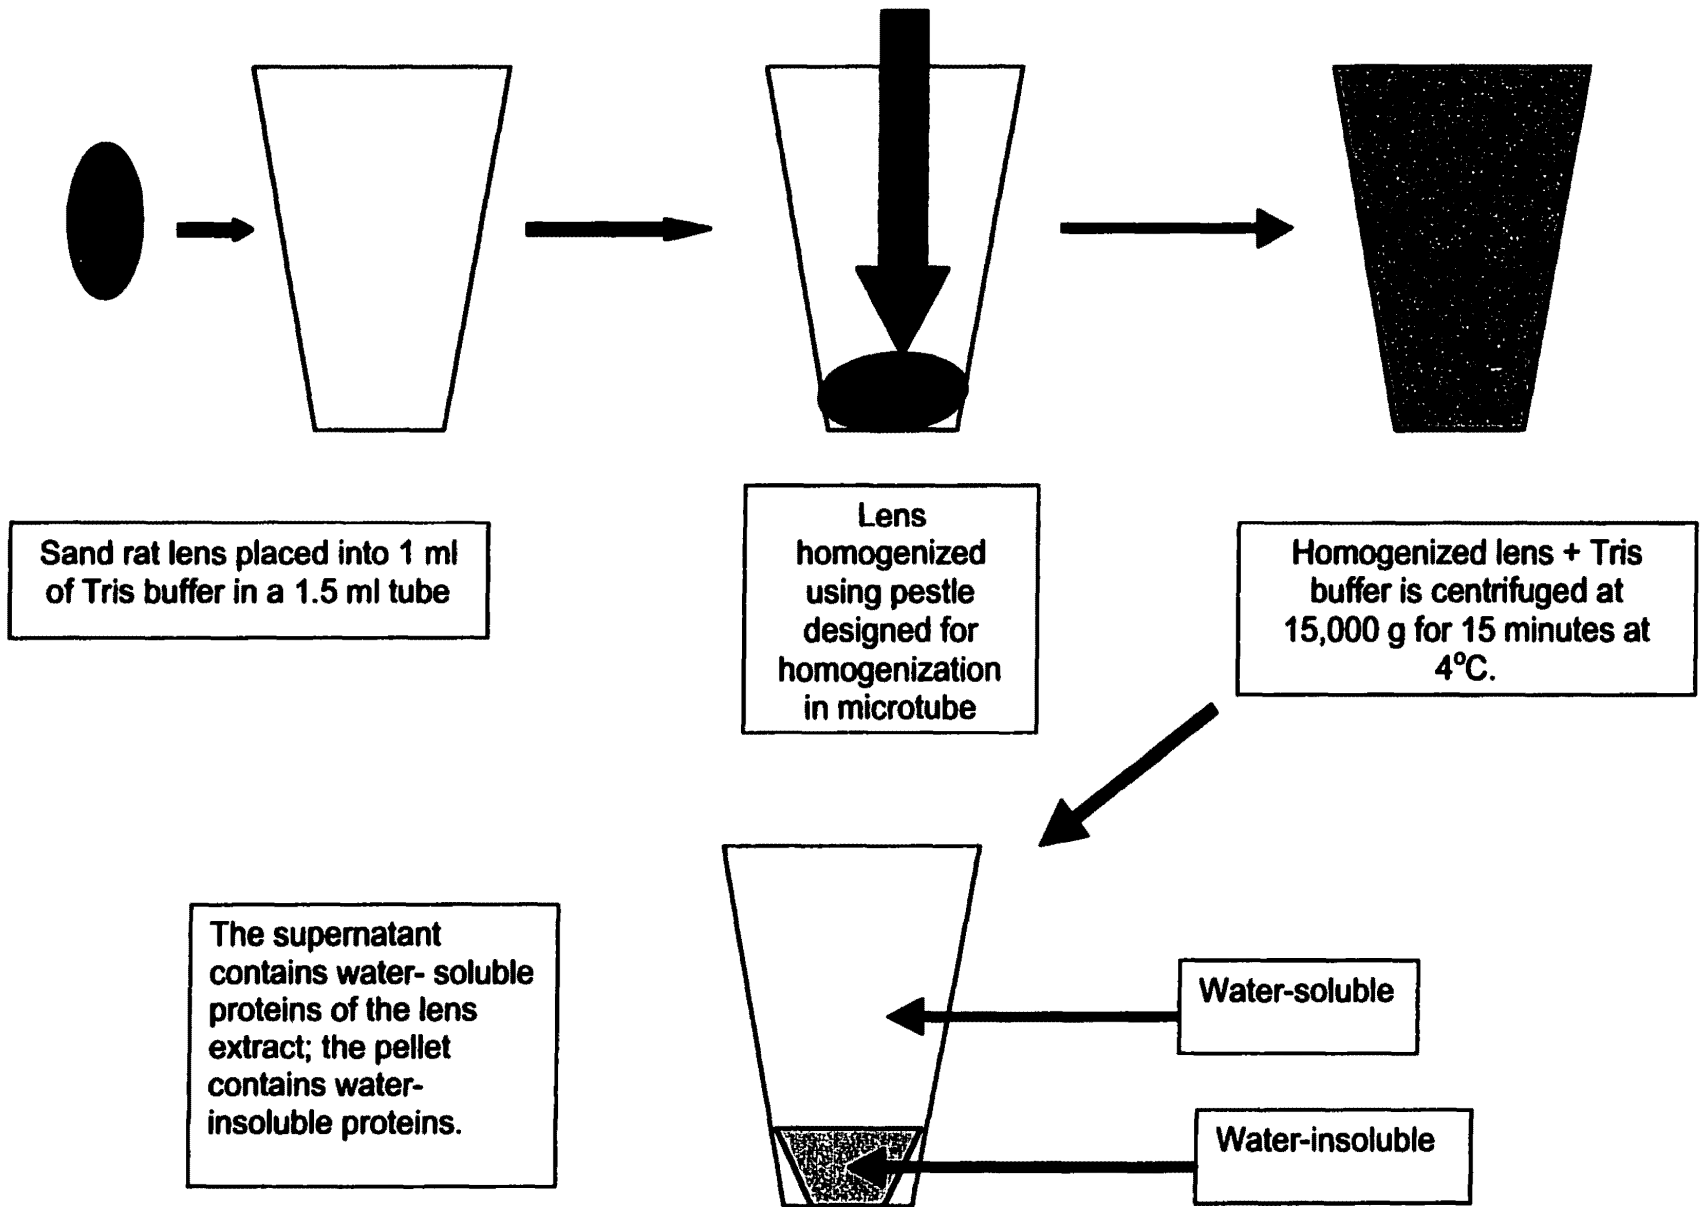 Sand rat lens placed into 1 ml
of Tris buffer in a 1.5 ml tube
Lens
homogenized
using pestle
designed for
homogenization
in microtube
Homogenized lens + Tris
buffer is centrifuged at
15,000 g for 15 minutes at
4°C.
The supernatant
contains water- soluble
proteins of the lens
extract; the pellet
contains water-
insoluble proteins.
Water-soluble
Water-insoluble